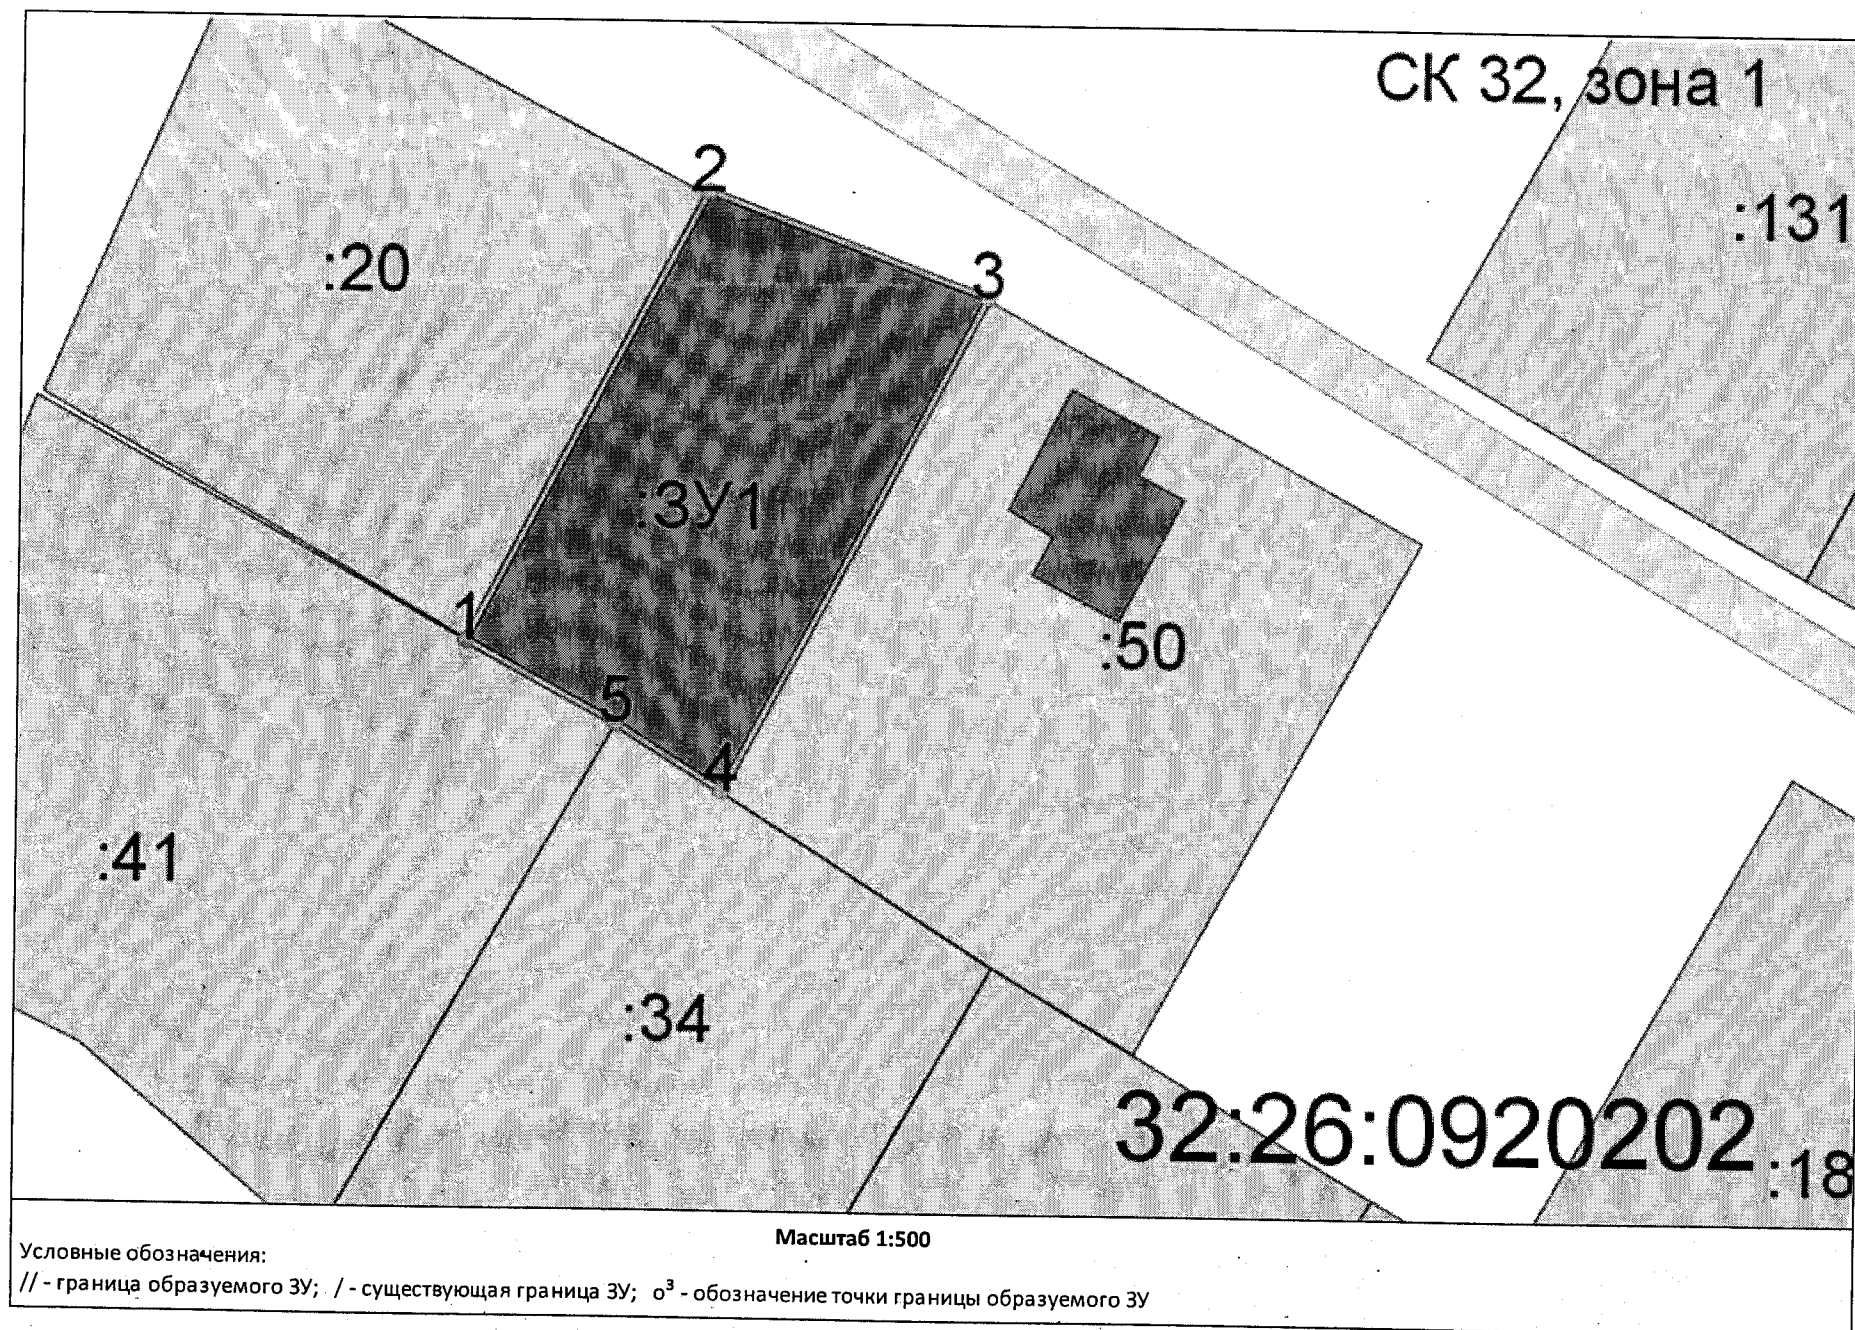 СК 32, зона 1
:131
2
:20
3
:ЗУ1
1
:50
5
4
:41
:34
32:26:0920202
:18
Масштаб 1:500
Условные обозначения:
// - граница образуемого ЗУ; / - существующая граница ЗУ; о³ - обозначение точки границы образуемого ЗУ